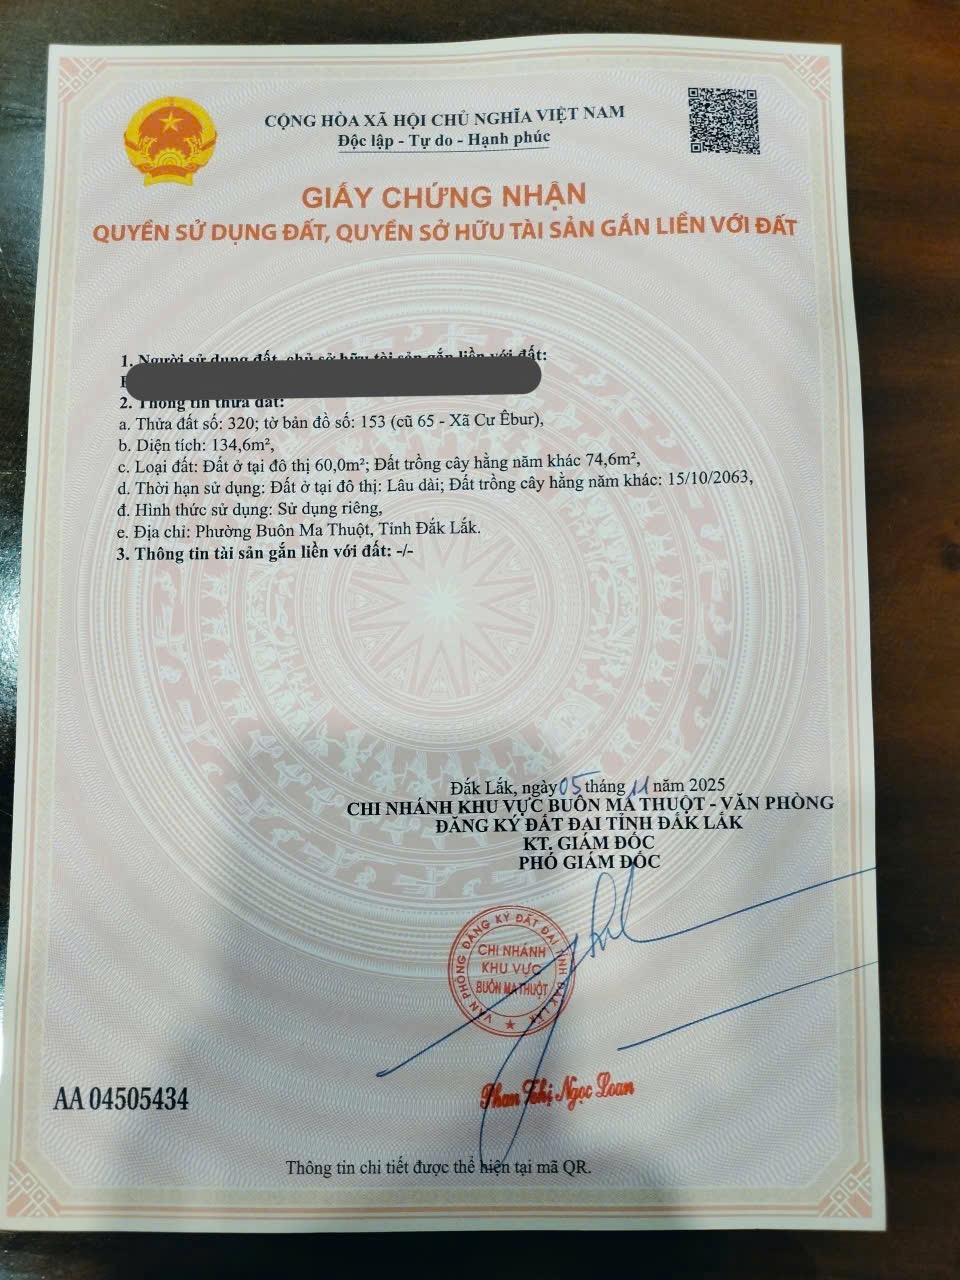 CỘNG HÒA XÃ HỘI CHỦ NGHĨA VIỆT NAM
Độc lập - Tự do - Hạnh phúc
GIẤY CHỨNG NHẬN
QUYỀN SỬ DỤNG ĐẤT, QUYỀN SỞ HỮU TÀI SẢN GẮN LIỀN VỚI ĐẤT
1. Người sử dụng đất, chủ sở hữu tài sản gắn liền với đất:
2. Thông tin thửa đất:
a. Thửa đất số: 320; tờ bản đồ số: 153 (cũ 65 - Xã Cư Êbur),
b. Diện tích: 134,6m²,
c. Loại đất: Đất ở tại đô thị 60,0m²; Đất trồng cây hằng năm khác 74,6m²,
d. Thời hạn sử dụng: Đất ở tại đô thị: Lâu dài; Đất trồng cây hằng năm khác: 15/10/2063,
đ. Hình thức sử dụng: Sử dụng riêng,
e. Địa chỉ: Phường Buôn Ma Thuột, Tỉnh Đắk Lắk.
3. Thông tin tài sản gắn liền với đất: -/-
Đắk Lắk, ngày 05 tháng 11 năm 2025
CHI NHÁNH KHU VỰC BUÔN MA THUỘT - VĂN PHÒNG
ĐĂNG KÝ ĐẤT ĐAI TỈNH ĐẮK LẮK
KT. GIÁM ĐỐC
PHÓ GIÁM ĐỐC
VĂN PHÒNG ĐĂNG KÝ ĐẤT ĐAI TỈNH ĐẮK LẮK
CHI NHÁNH
KHU VỰC
BUÔN MA THUỘT
Phan Thị Ngọc Loan
AA 04505434
Thông tin chi tiết được thể hiện tại mã QR.